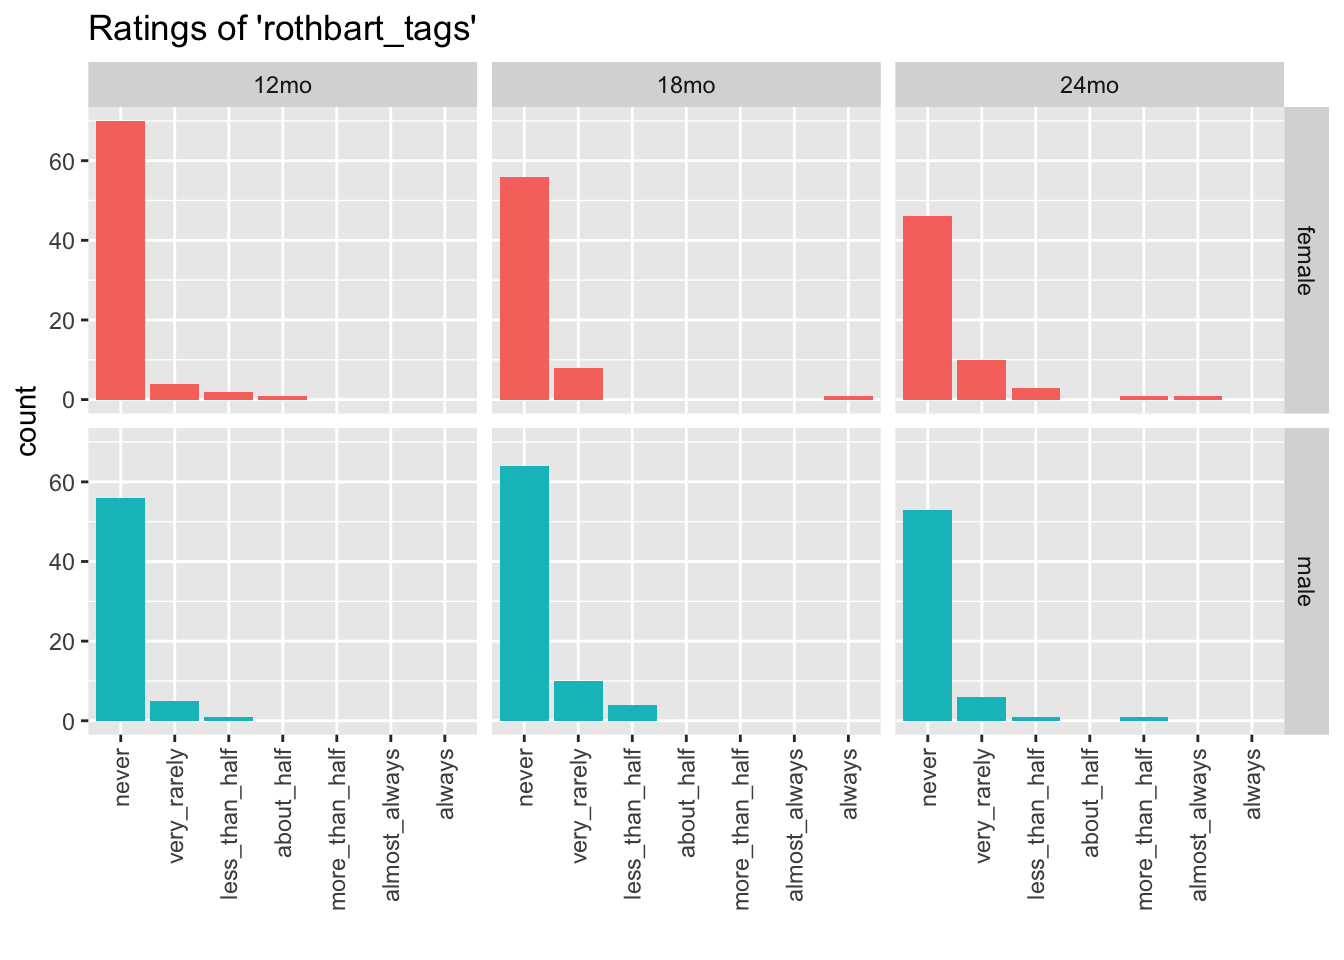 Ratings of 'rothbart_tags'
12mo 18mo 24mo
60
40
20
0
female
count
60
40
20
0
male
never very_rarely less_than_half about_half more_than_half almost_always always never very_rarely less_than_half about_half more_than_half almost_always always never very_rarely less_than_half about_half more_than_half almost_always always